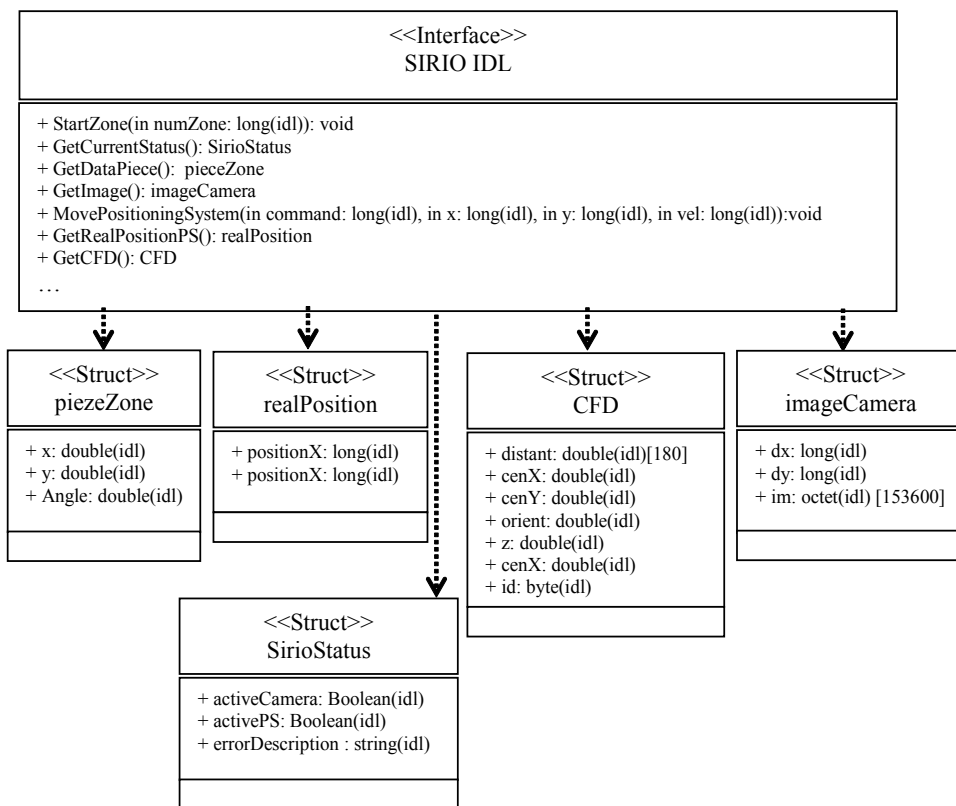 <<Interface>>
SIRIO IDL
+ StartZone(in numZone: long(idl)): void
+ GetCurrentStatus(): SirioStatus
+ GetDataPiece():  pieceZone
+ GetImage(): imageCamera
+ MovePositioningSystem(in command: long(idl), in x: long(idl), in y: long(idl), in vel: long(idl)):void
+ GetRealPositionPS(): realPosition
+ GetCFD(): CFD
…
<<Struct>>
piezeZone
+ x: double(idl)
+ y: double(idl)
+ Angle: double(idl)
<<Struct>>
realPosition
+ positionX: long(idl)
+ positionX: long(idl)
<<Struct>>
CFD
+ distant: double(idl)[180]
+ cenX: double(idl)
+ cenY: double(idl)
+ orient: double(idl)
+ z: double(idl)
+ cenX: double(idl)
+ id: byte(idl)
<<Struct>>
imageCamera
+ dx: long(idl)
+ dy: long(idl)
+ im: octet(idl) [153600]
<<Struct>>
SirioStatus
+ activeCamera: Boolean(idl)
+ activePS: Boolean(idl)
+ errorDescription : string(idl)